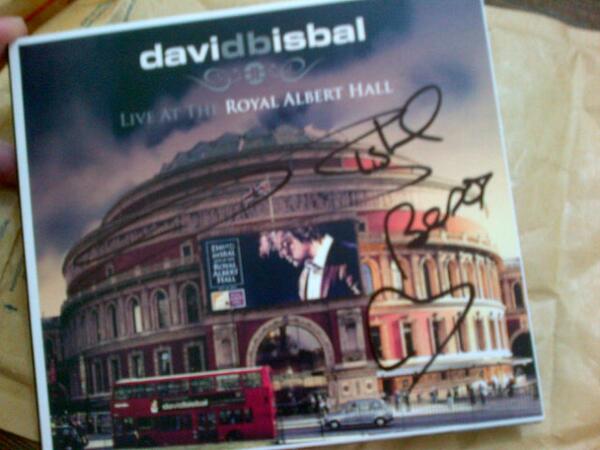 davidbisbal
LIVE AT THE ROYAL ALBERT HALL
DAVID
BISBAL
ROYAL
ALBERT
HALL
davidbisbal